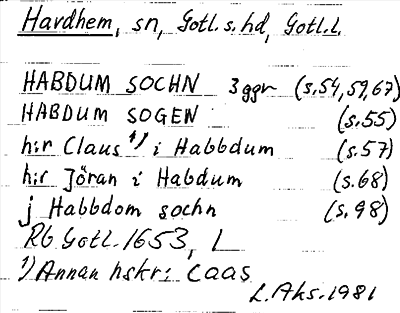 Havdhem, sn, Gotl. s. hd, Gotl. l.
HABDUM SOCHN 3 ggr (s. 54, 59, 67)
HABDUM SOGEN (s. 55)
h:r Claus 1) i Habbdum (s. 57)
h:r Jöran i Habdum (s. 68)
j Habbdom sochn (s. 98)
Rb Gotl. 1653, L
1) Annan hskr: Caas
L. Aks. 1981